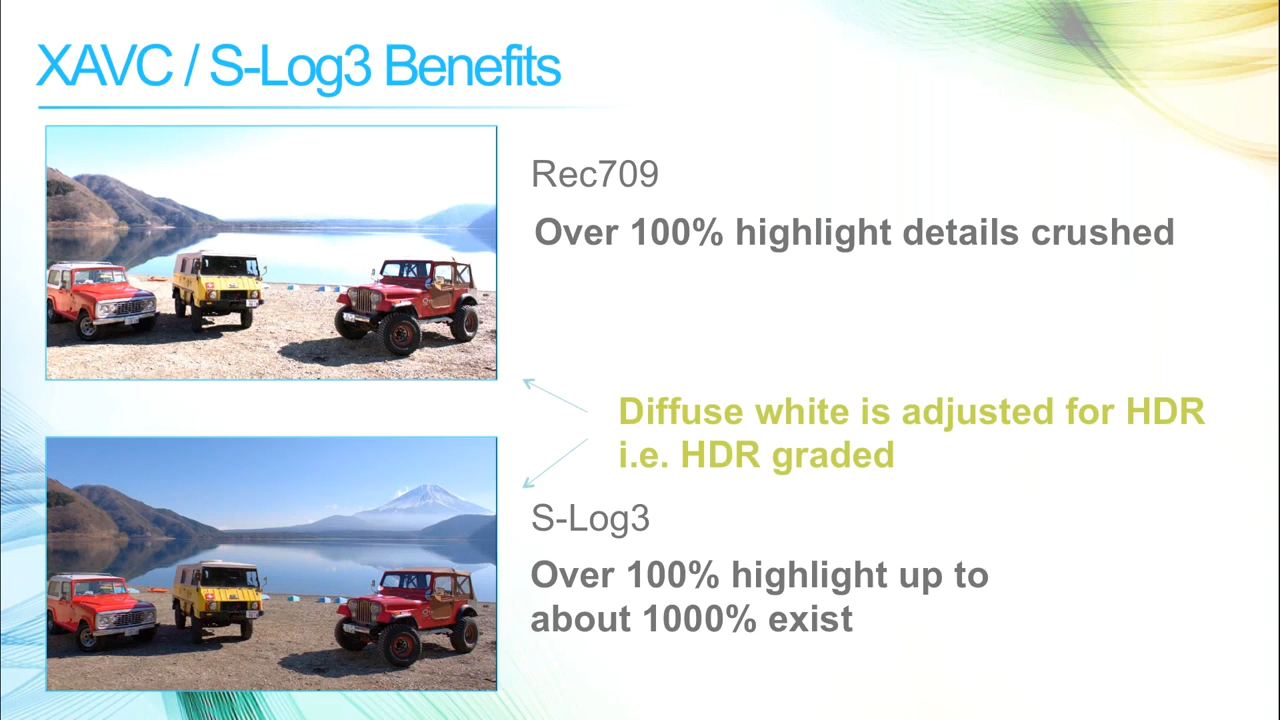 XAVC / S-Log3 Benefits
Rec709
Over 100% highlight details crushed
Diffuse white is adjusted for HDR
i.e. HDR graded
S-Log3
Over 100% highlight up to
about 1000% exist